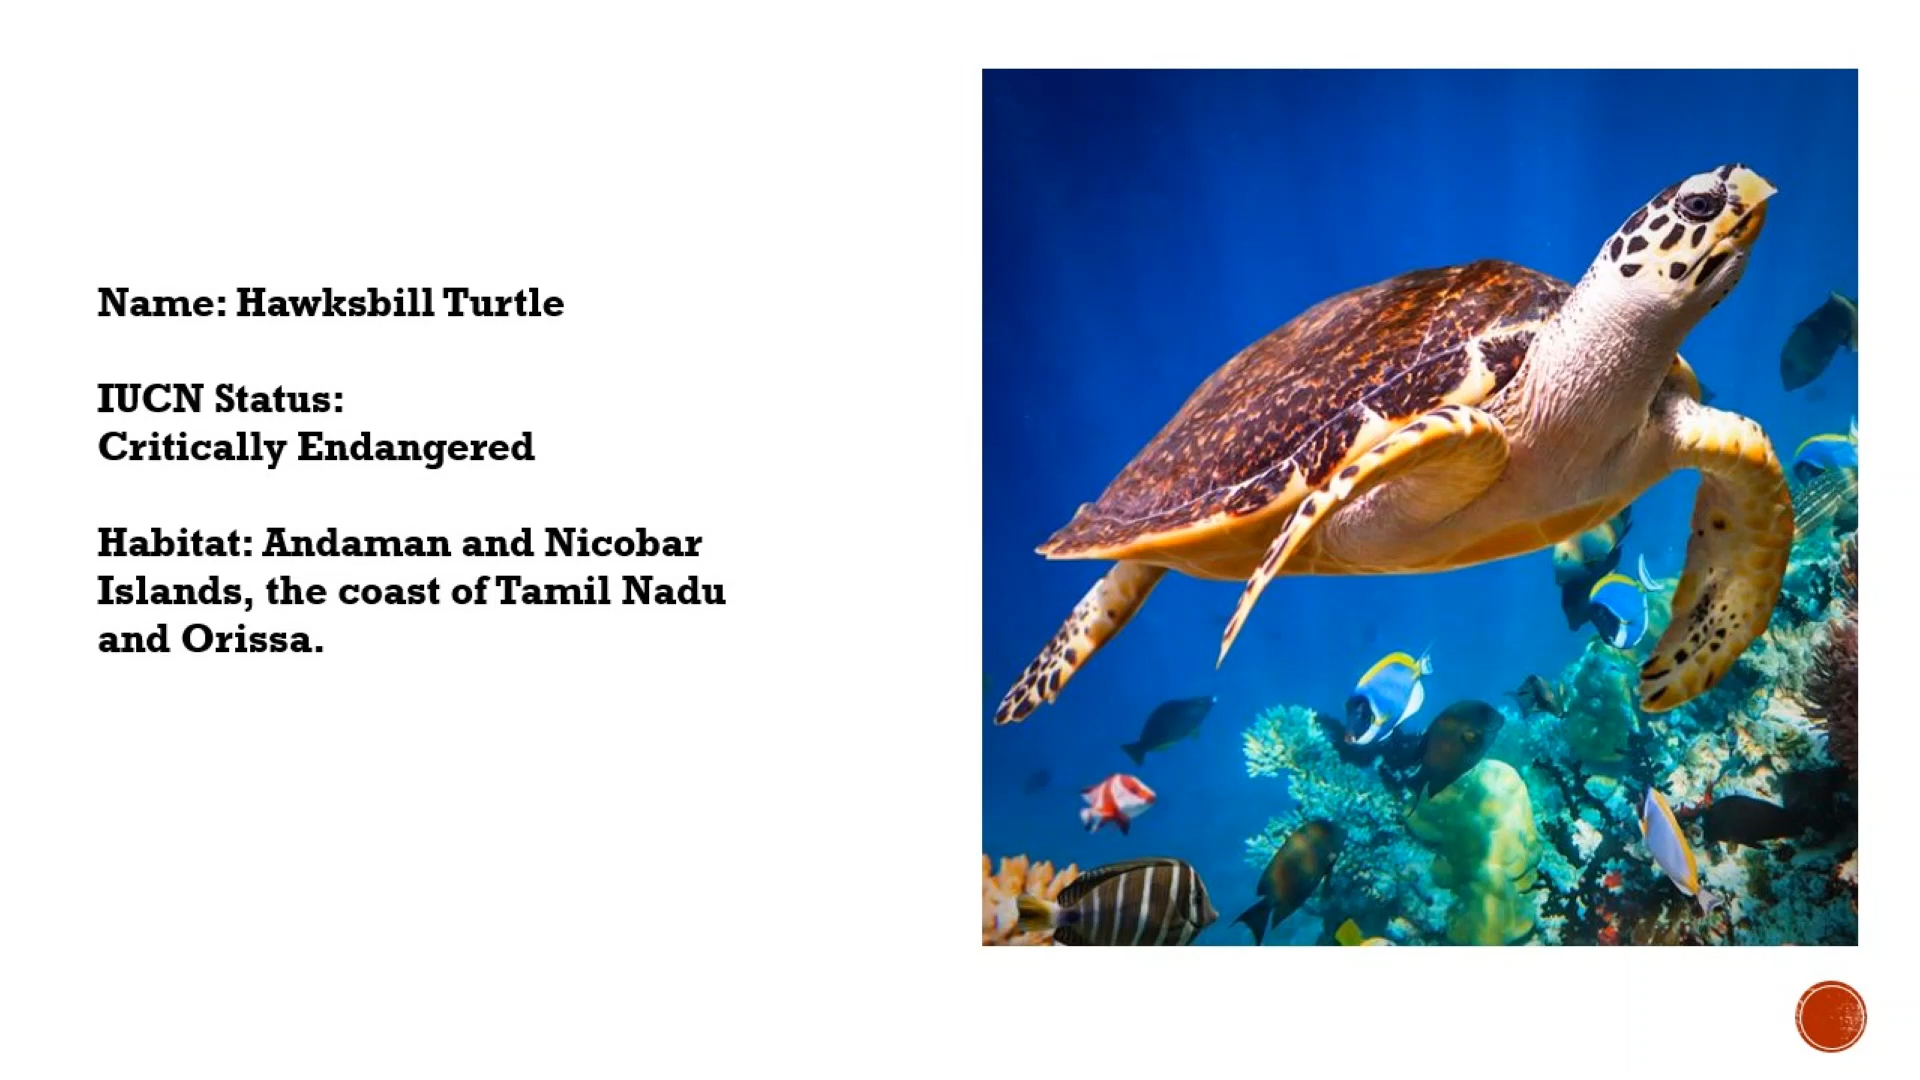 Name: Hawksbill Turtle
IUCN Status:
Critically Endangered
Habitat: Andaman and Nicobar
Islands, the coast of Tamil Nadu
and Orissa.